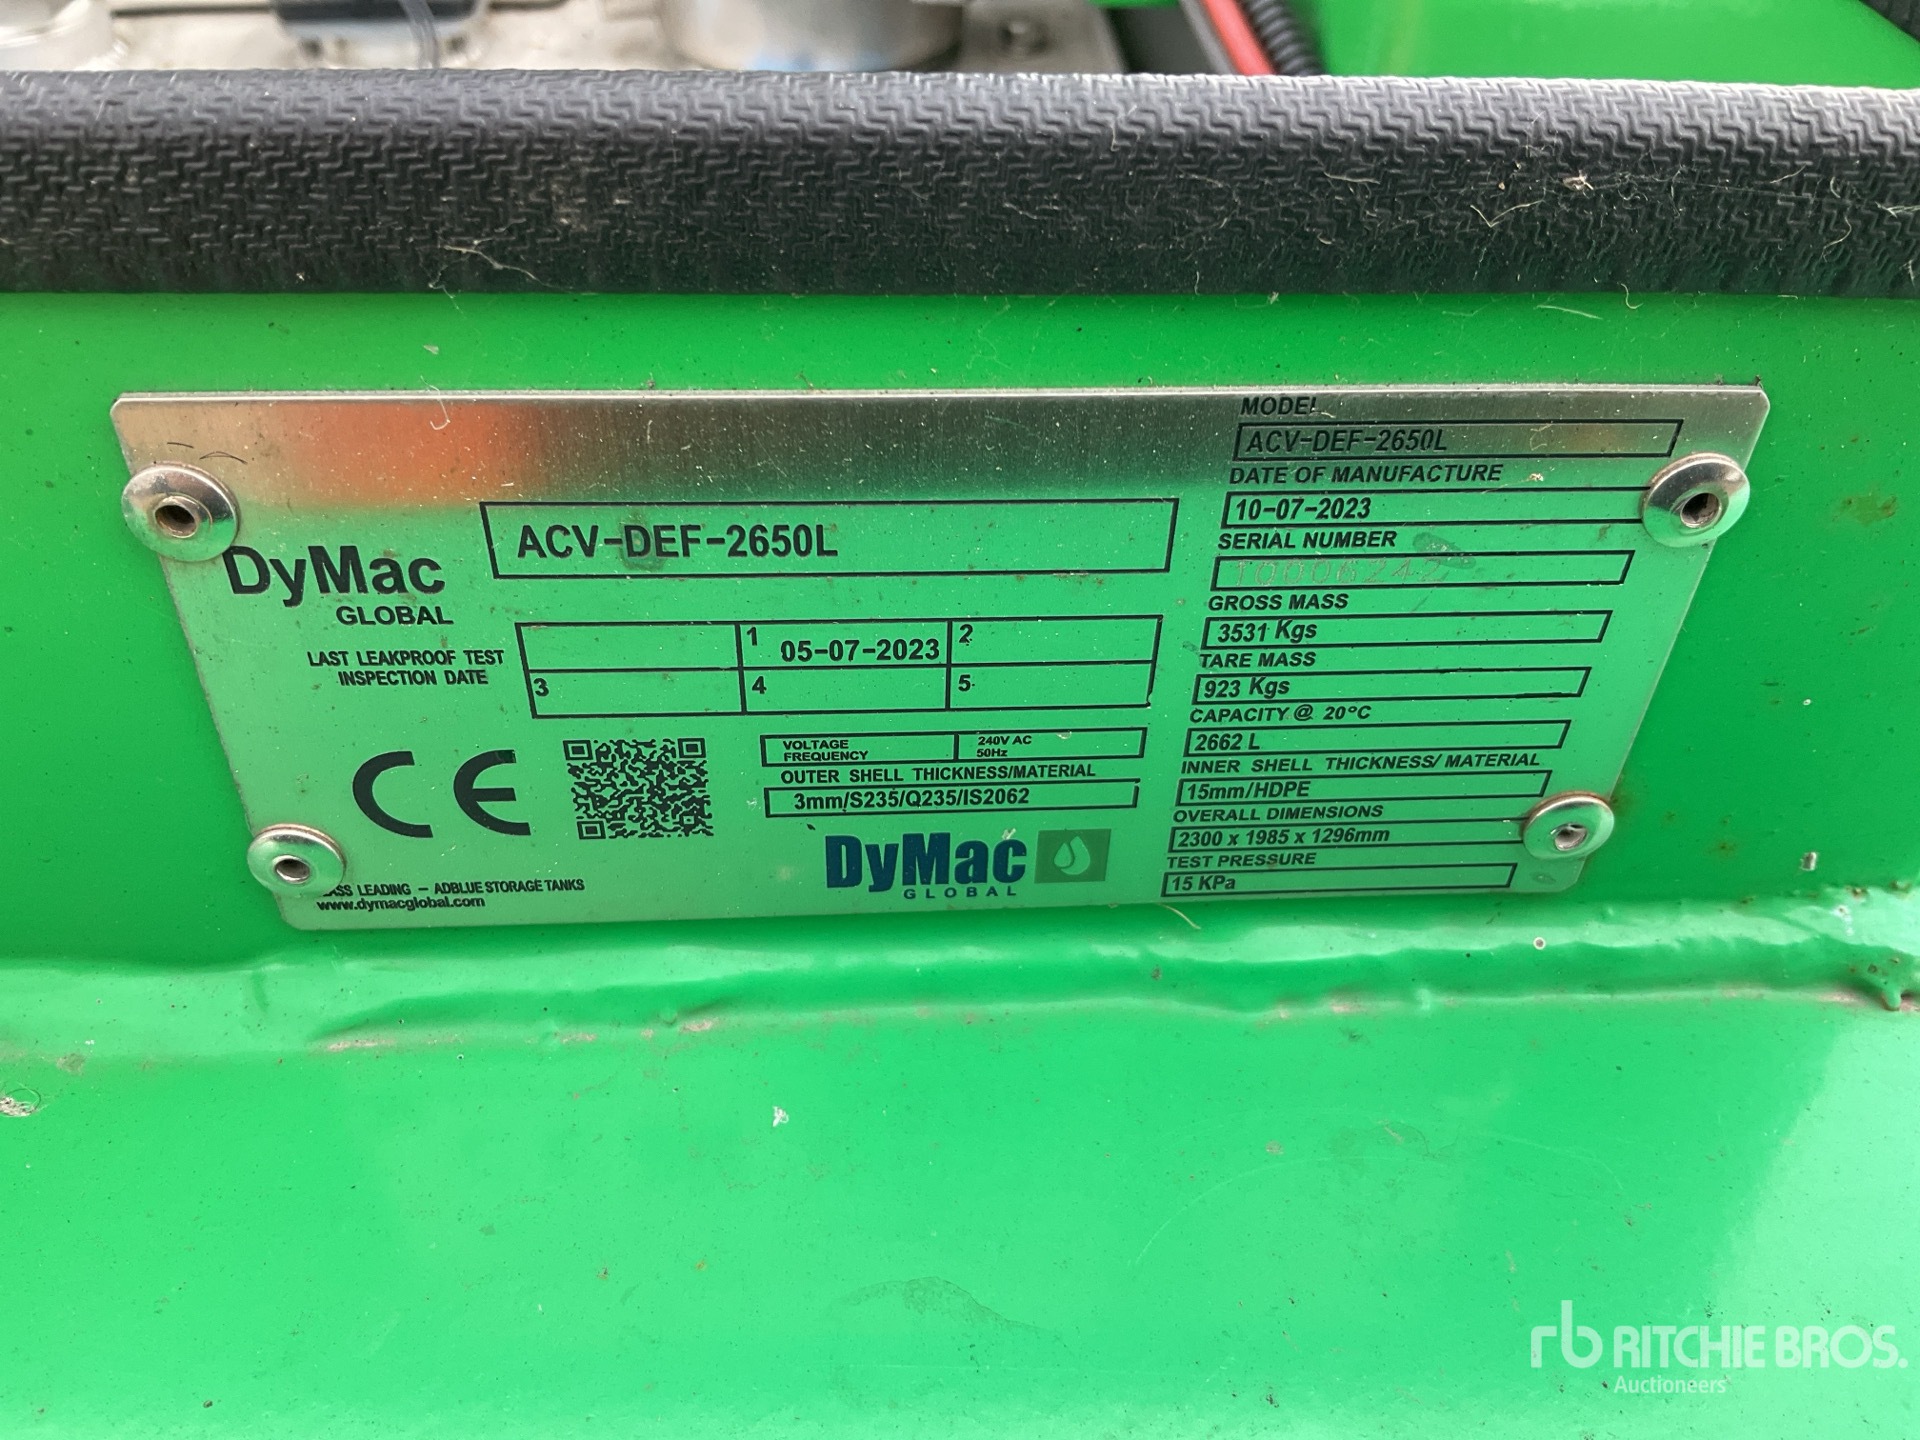 DyMac
GLOBAL
ACV-DEF-2650L
LAST LEAKPROOF TEST
INSPECTION DATE
1 05-07-2023
2
3
4
5
CE
VOLTAGE 240V AC
FREQUENCY 50Hz
OUTER SHELL THICKNESS/MATERIAL
3mm/S235/Q235/IS2062
LEADING - ADBLUE STORAGE TANKS
www.dymacglobal.com
DyMac
GLOBAL
MODEL
ACV-DEF-2650L
DATE OF MANUFACTURE
10-07-2023
SERIAL NUMBER
10006242
GROSS MASS
3531 Kgs
TARE MASS
923 Kgs
CAPACITY @ 20°C
2662 L
INNER SHELL THICKNESS/ MATERIAL
15mm/HDPE
OVERALL DIMENSIONS
2300 x 1985 x 1296mm
TEST PRESSURE
15 KPa
rb RITCHIE BROS.
Auctioneers